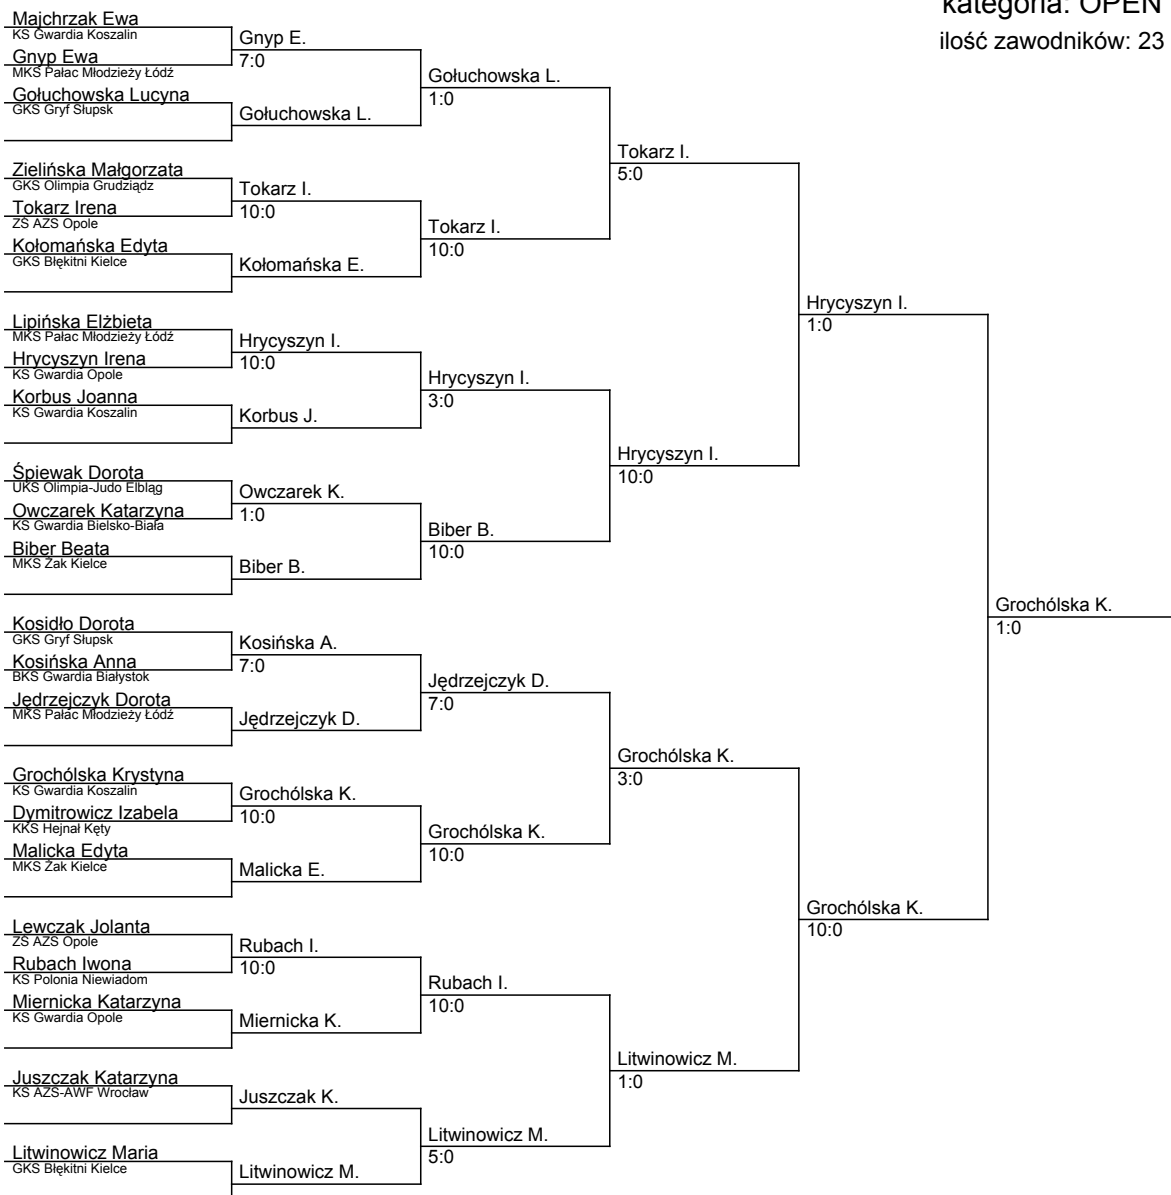 kategoria: OPEN
ilość zawodników: 23
Majchrzak Ewa
KS Gwardia Koszalin
Gnyp Ewa
MKS Pałac Młodzieży Łódź
Gołuchowska Lucyna
GKS Gryf Słupsk
Zielińska Małgorzata
GKS Olimpia Grudziądz
Tokarz Irena
ZŚ AZS Opole
Kołomańska Edyta
GKS Błękitni Kielce
Lipińska Elżbieta
MKS Pałac Młodzieży Łódź
Hrycyszyn Irena
KS Gwardia Opole
Korbus Joanna
KS Gwardia Koszalin
Śpiewak Dorota
UKS Olimpia-Judo Elbląg
Owczarek Katarzyna
KS Gwardia Bielsko-Biała
Biber Beata
MKS Żak Kielce
Kosidło Dorota
GKS Gryf Słupsk
Kosińska Anna
BKS Gwardia Białystok
Jędrzejczyk Dorota
MKS Pałac Młodzieży Łódź
Grochólska Krystyna
KS Gwardia Koszalin
Dymitrowicz Izabela
KKS Hejnał Kęty
Malicka Edyta
MKS Żak Kielce
Lewczak Jolanta
ZŚ AZS Opole
Rubach Iwona
KS Polonia Niewiadom
Miernicka Katarzyna
KS Gwardia Opole
Juszczak Katarzyna
KS AZS-AWF Wrocław
Litwinowicz Maria
GKS Błękitni Kielce
Gnyp E.
7:0
Gołuchowska L.
Tokarz I.
10:0
Kołomańska E.
Hrycyszyn I.
10:0
Korbus J.
Owczarek K.
1:0
Biber B.
Kosińska A.
7:0
Jędrzejczyk D.
Grochólska K.
10:0
Malicka E.
Rubach I.
10:0
Miernicka K.
Juszczak K.
Litwinowicz M.
Gołuchowska L.
1:0
Tokarz I.
10:0
Hrycyszyn I.
3:0
Biber B.
10:0
Jędrzejczyk D.
7:0
Grochólska K.
10:0
Rubach I.
10:0
Litwinowicz M.
5:0
Tokarz I.
5:0
Hrycyszyn I.
10:0
Grochólska K.
3:0
Litwinowicz M.
1:0
Hrycyszyn I.
1:0
Grochólska K.
10:0
Grochólska K.
1:0